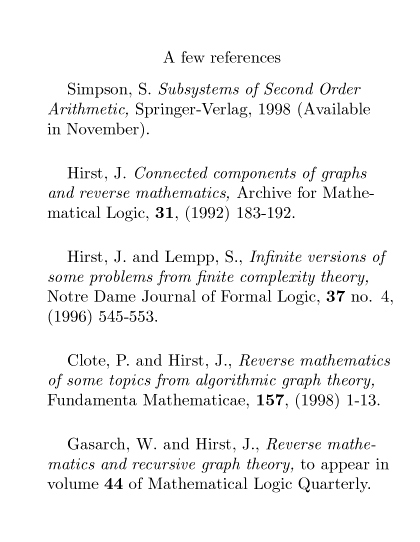 A few references
Simpson, S. Subsystems of Second Order
Arithmetic, Springer-Verlag, 1998 (Available
in November).
Hirst, J. Connected components of graphs
and reverse mathematics, Archive for Mathe-
matical Logic, 31, (1992) 183-192.
Hirst, J. and Lempp, S., Infinite versions of
some problems from finite complexity theory,
Notre Dame Journal of Formal Logic, 37 no. 4,
(1996) 545-553.
Clote, P. and Hirst, J., Reverse mathematics
of some topics from algorithmic graph theory,
Fundamenta Mathematicae, 157, (1998) 1-13.
Gasarch, W. and Hirst, J., Reverse mathe-
matics and recursive graph theory, to appear in
volume 44 of Mathematical Logic Quarterly.